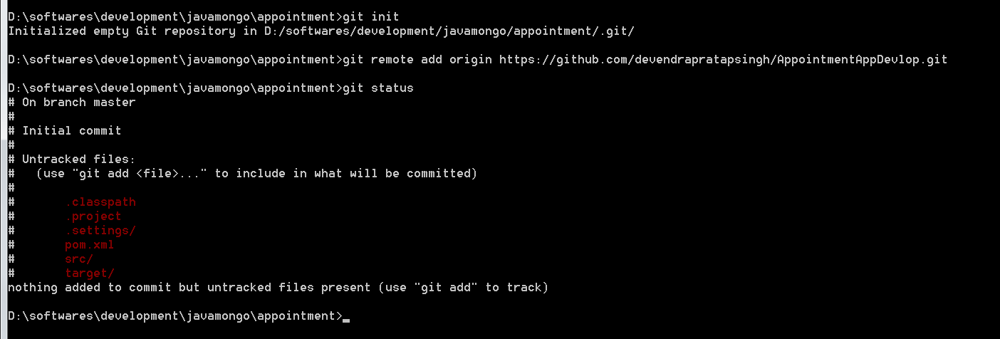 D:\softwares\development\javamongo\appointment>git init
Initialized empty Git repository in D:/softwares/development/javamongo/appointment/.git/
D:\softwares\development\javamongo\appointment>git remote add origin https://github.com/devendrapratapsingh/AppointmentAppDevlop.git
D:\softwares\development\javamongo\appointment>git status
# On branch master
#
# Initial commit
#
# Untracked files:
#   (use "git add <file>..." to include in what will be committed)
#
#       .classpath
#       .project
#       .settings/
#       pom.xml
#       src/
#       target/
nothing added to commit but untracked files present (use "git add" to track)
D:\softwares\development\javamongo\appointment>_